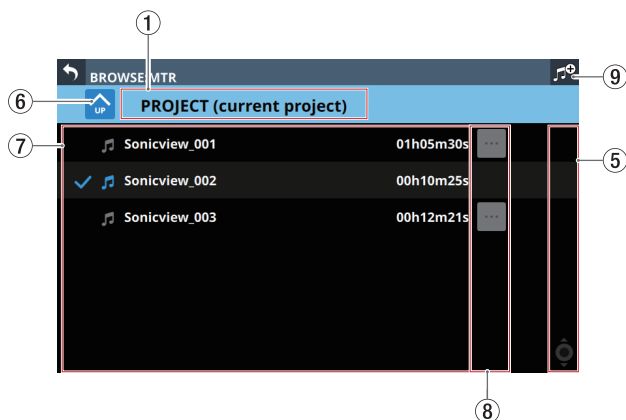 1
BROWSE MTR
9
6
UP
PROJECT (current project)
7
Sonicview_001 01h05m30s ...
5
Sonicview_002 00h10m25s
Sonicview_003 00h12m21s ...
8